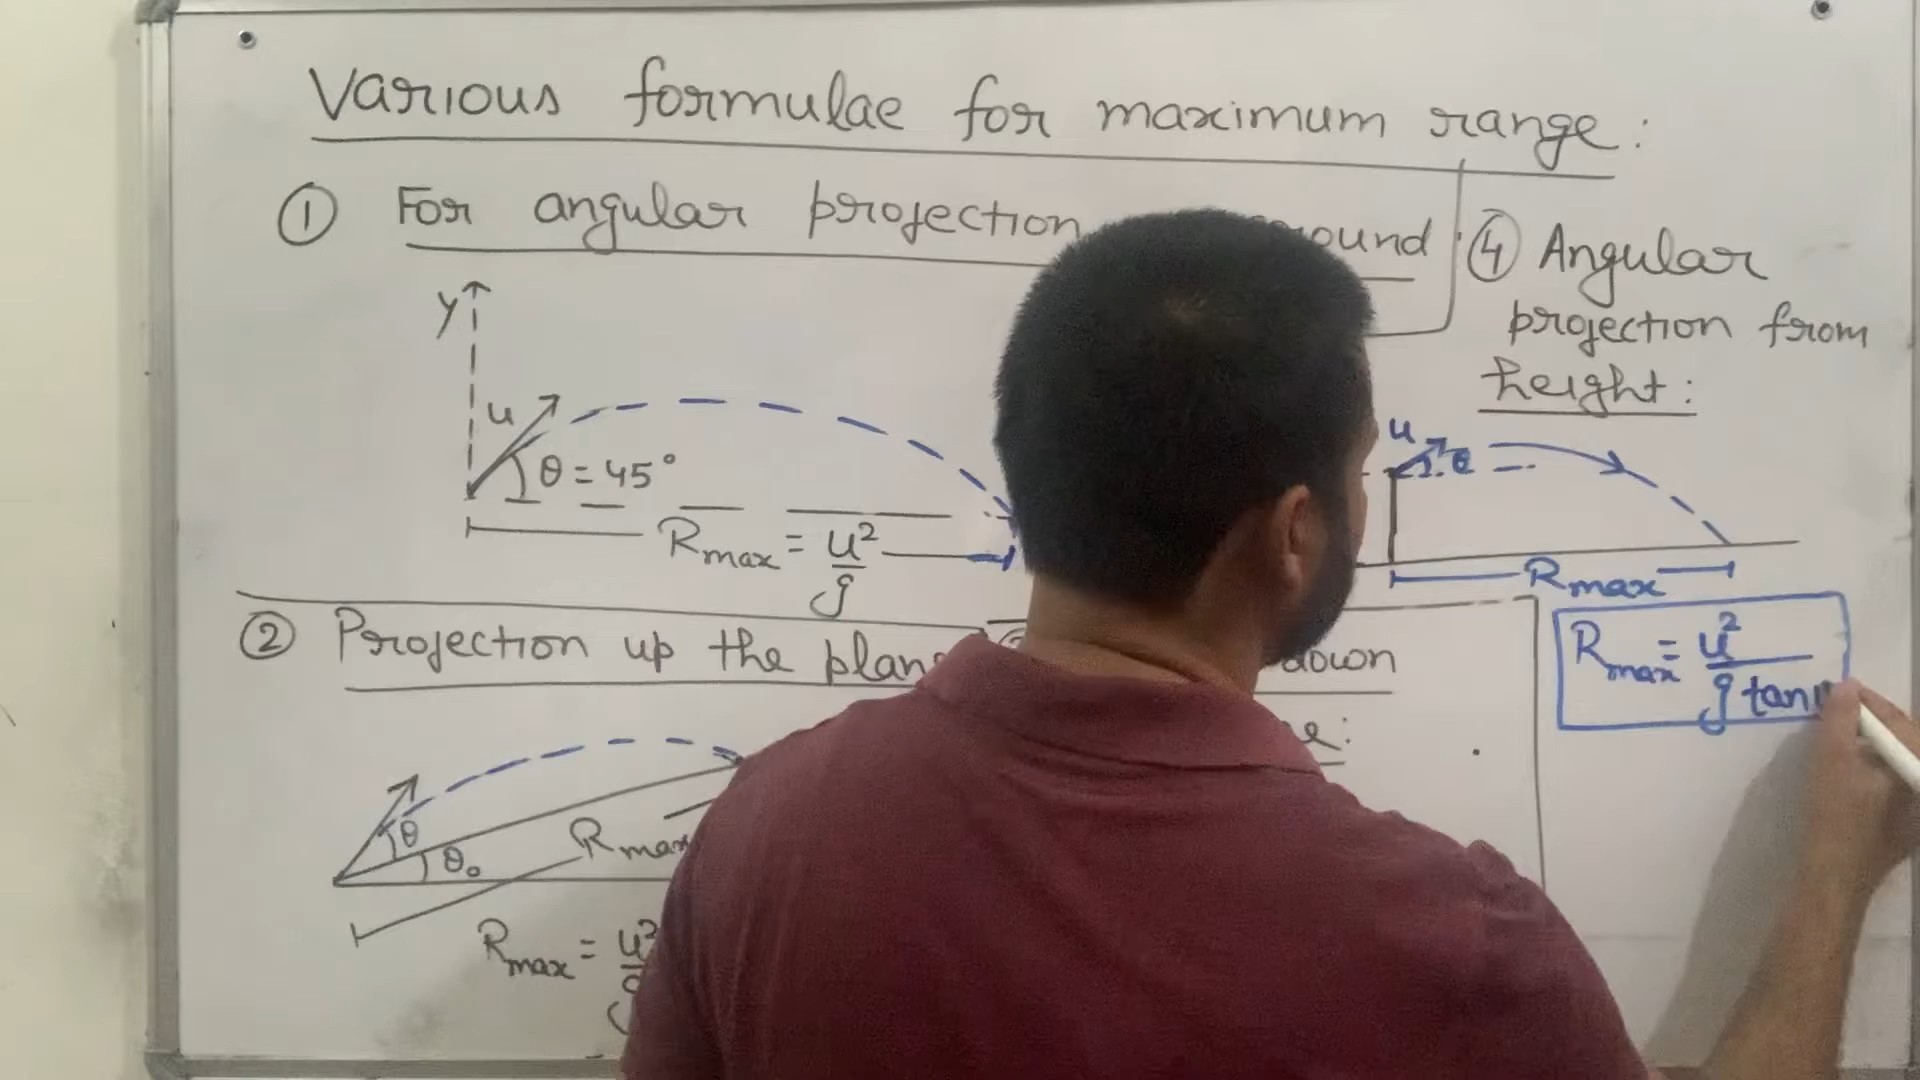 Various formulae for maximum range:
① For angular projection ound
y
u
θ = 45°
Rmax = u²/g
② Projection up the plan
θ
θ₀
Rmax
Rmax = u²
down
e:
④ Angular
projection from
height:
u
θ
Rmax
Rmax = u²/g tan